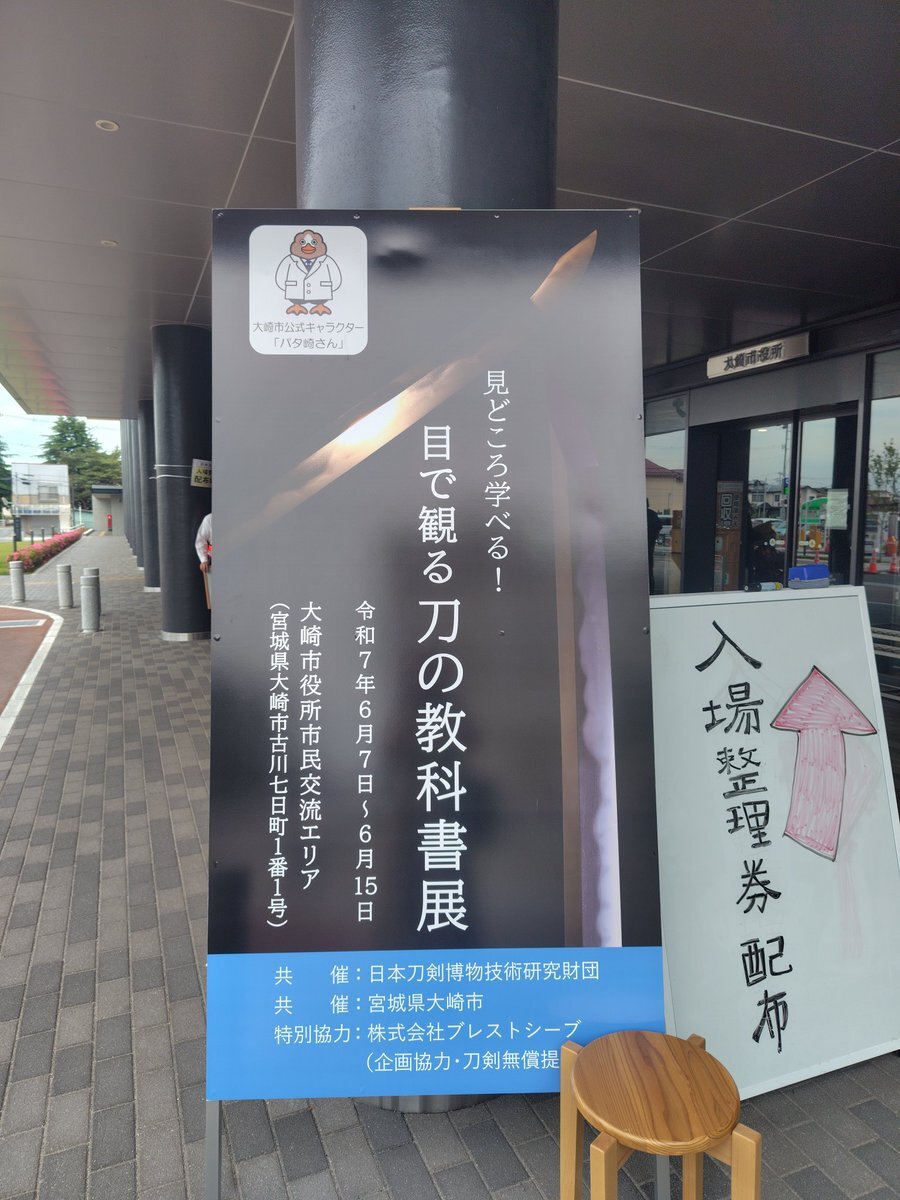 大崎市公式キャラクター
「パタ崎さん」
見どころ学べる!
目で観る刀の教科書展
令和7年6月7日~6月15日
大崎市役所市民交流エリア
(宮城県大崎市古川七日町1番1号)
共　催:日本刀剣博物技術研究財団
共　催:宮城県大崎市
特別協力:株式会社ブレストシーブ
(企画協力・刀剣無償提
大崎市役所
入場整理券配布
回収